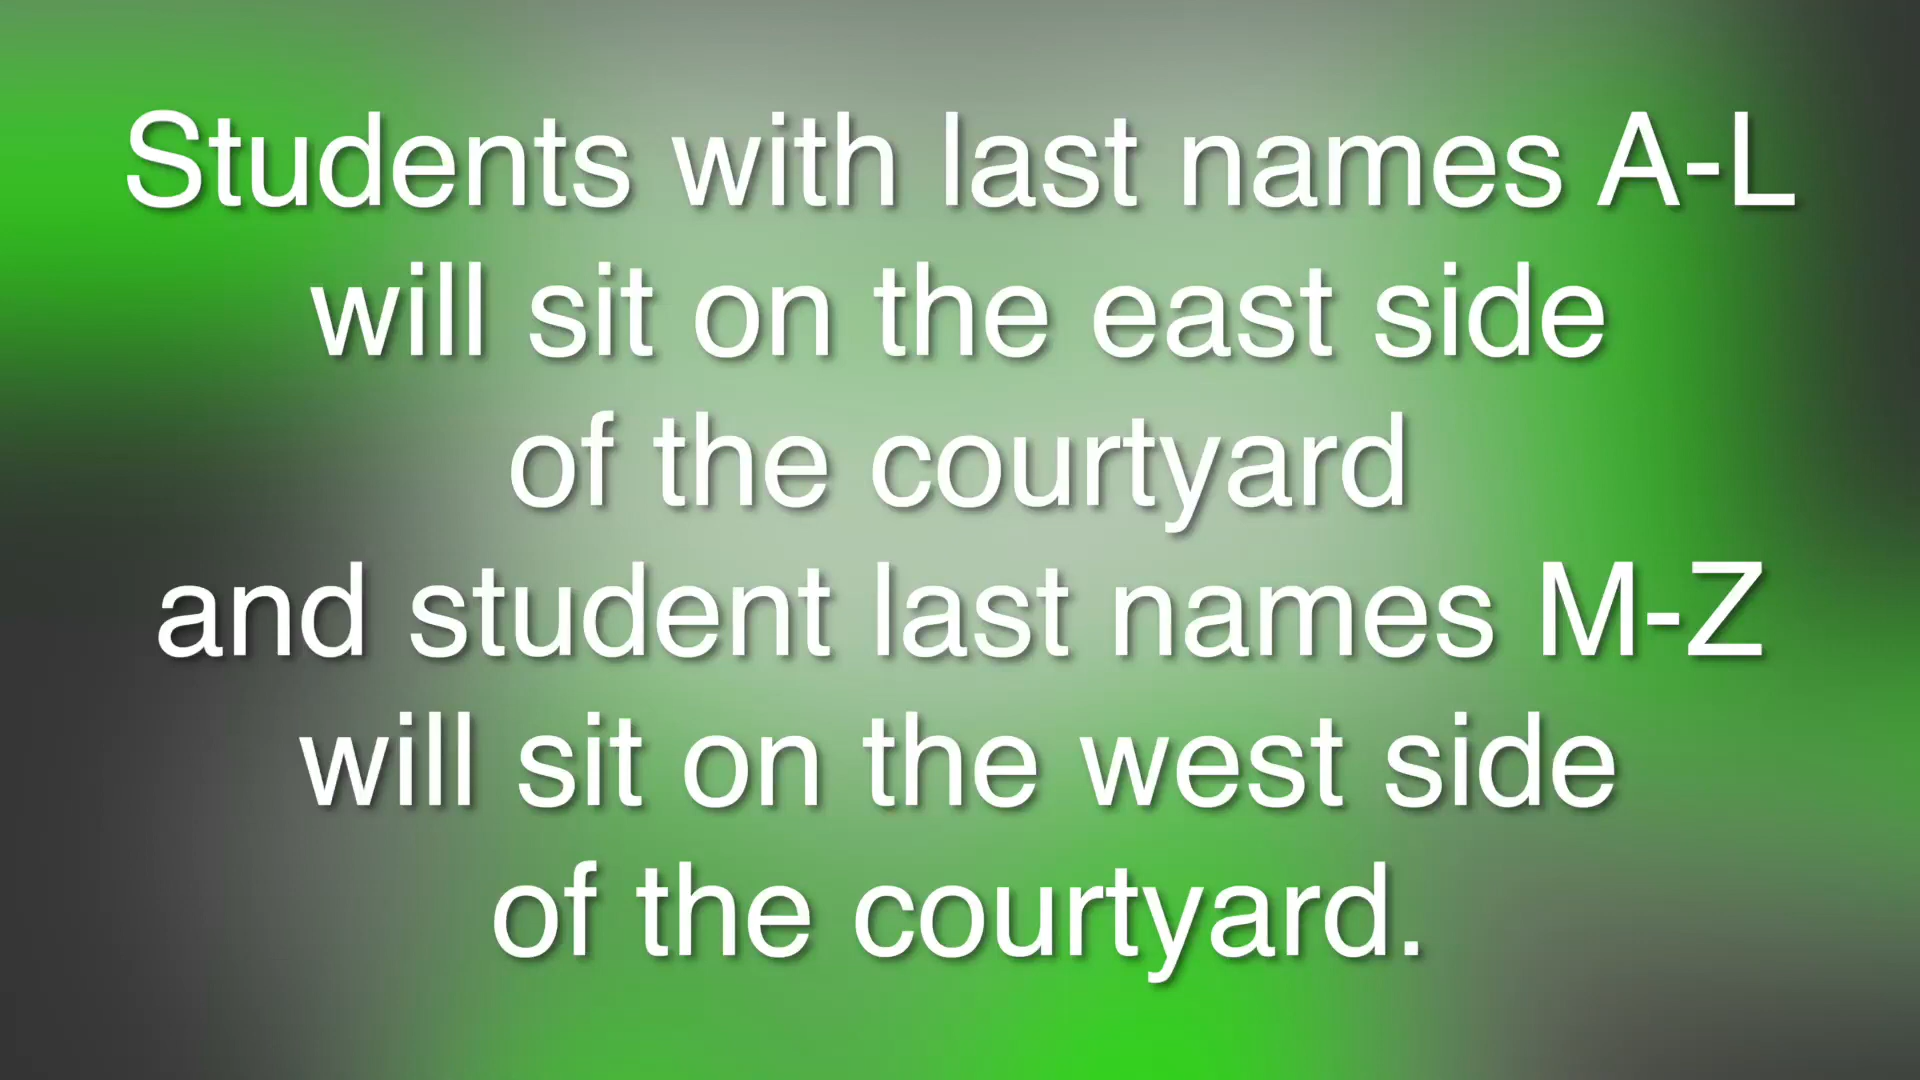 Students with last names A-L
will sit on the east side
of the courtyard
and student last names M-Z
will sit on the west side
of the courtyard.